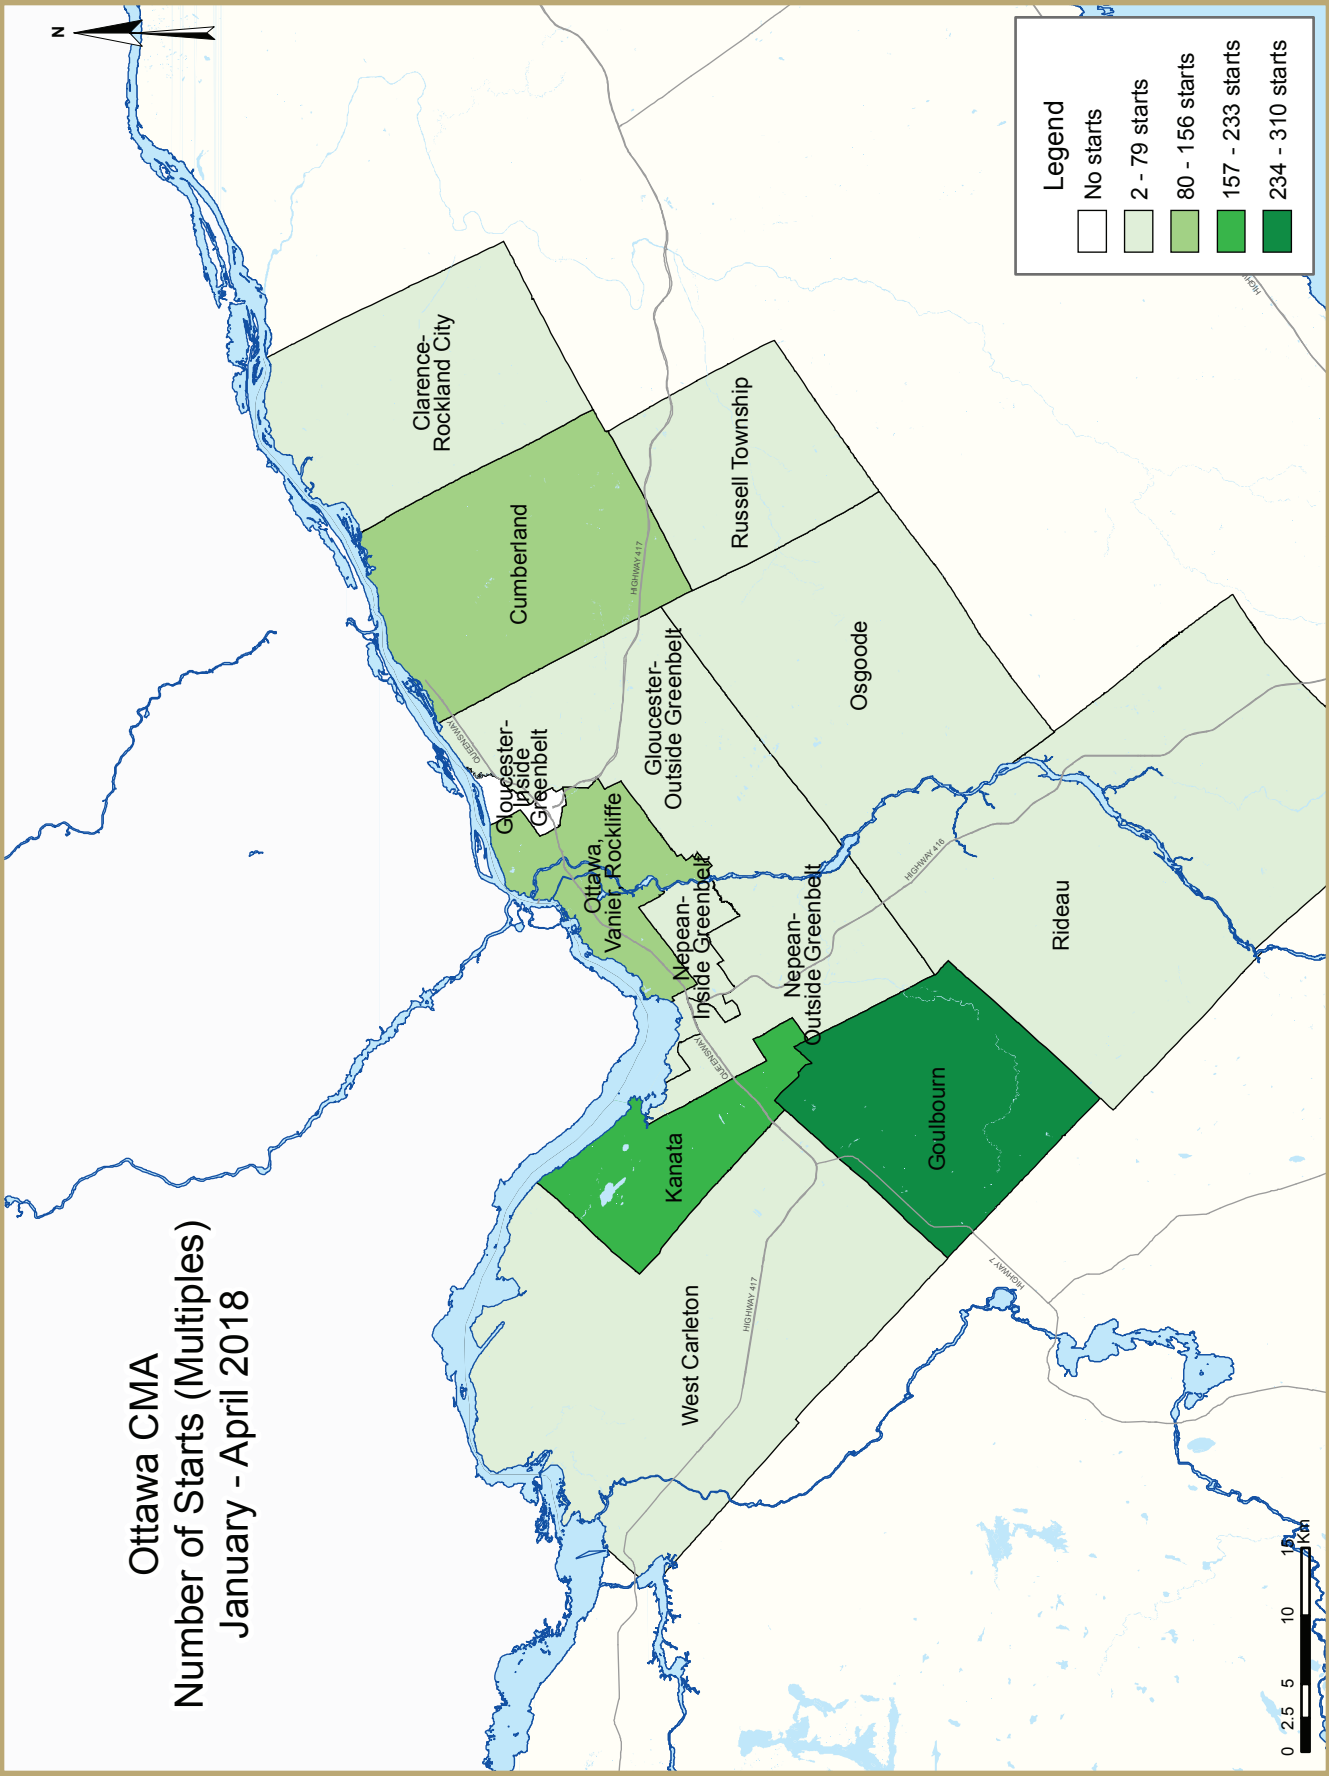 Ottawa CMA
Number of Starts (Multiples)
January - April 2018
N
Clarence-
Rockland City
Cumberland
Russell Township
HIGHWAY 417
Osgoode
Gloucester-
Outside Greenbelt
QUEENSWAY
Gloucester-
Inside
Greenbelt
Ottawa,
Vanier, Rockliffe
Nepean-
Inside Greenbelt
Nepean-
Outside Greenbelt
HIGHWAY 416
Rideau
QUEENSWAY
Kanata
Goulbourn
West Carleton
HIGHWAY 417
HIGHWAY 7
Legend
No starts
2 - 79 starts
80 - 156 starts
157 - 233 starts
234 - 310 starts
0 2.5 5 10 15
Km